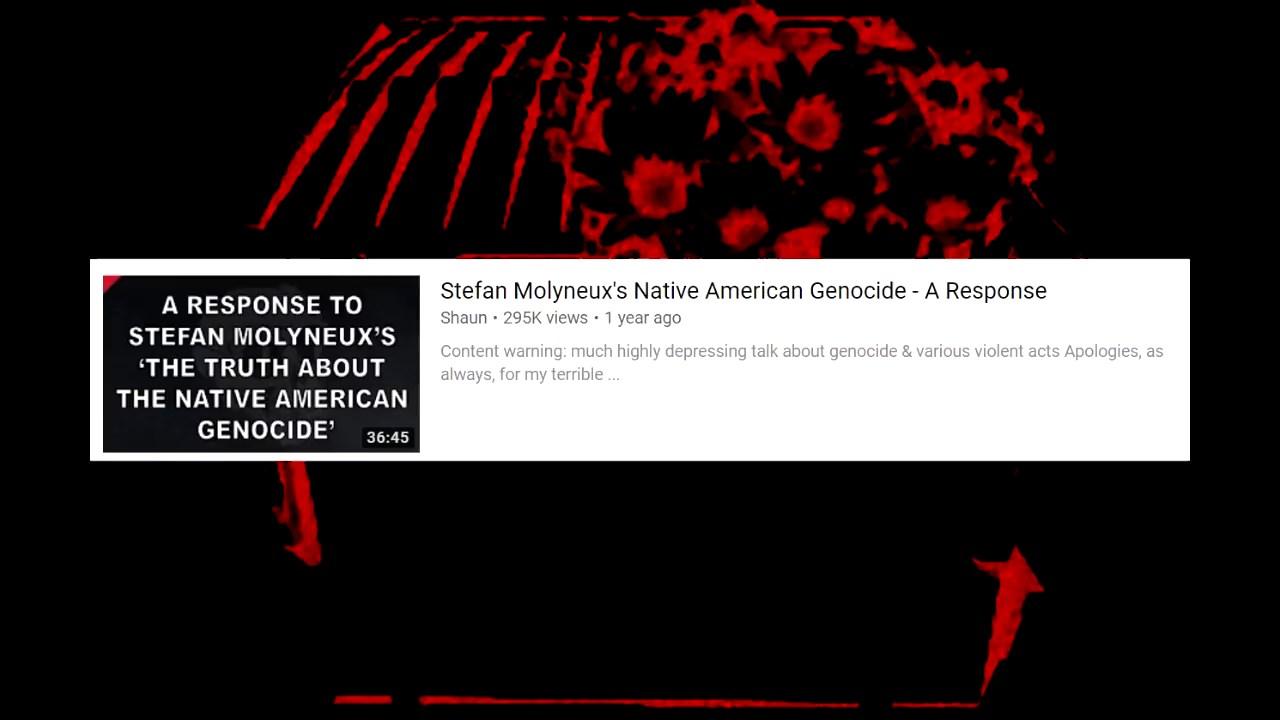 A RESPONSE TO
STEFAN MOLYNEUX'S
‘THE TRUTH ABOUT
THE NATIVE AMERICAN
GENOCIDE’
36:45
Stefan Molyneux's Native American Genocide - A Response
Shaun • 295K views • 1 year ago
Content warning: much highly depressing talk about genocide & various violent acts Apologies, as
always, for my terrible ...